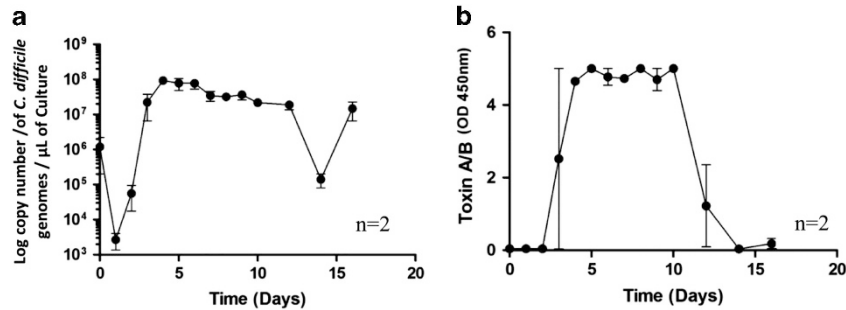 a
Log copy number /of C. difficile
genomes / µL of Culture
10⁹
10⁸
10⁷
10⁶
10⁵
10⁴
10³
0 5 10 15 20
Time (Days)
n=2
b
Toxin A/B (OD 450nm)
6
4
2
0
0 5 10 15 20
Time (Days)
n=2